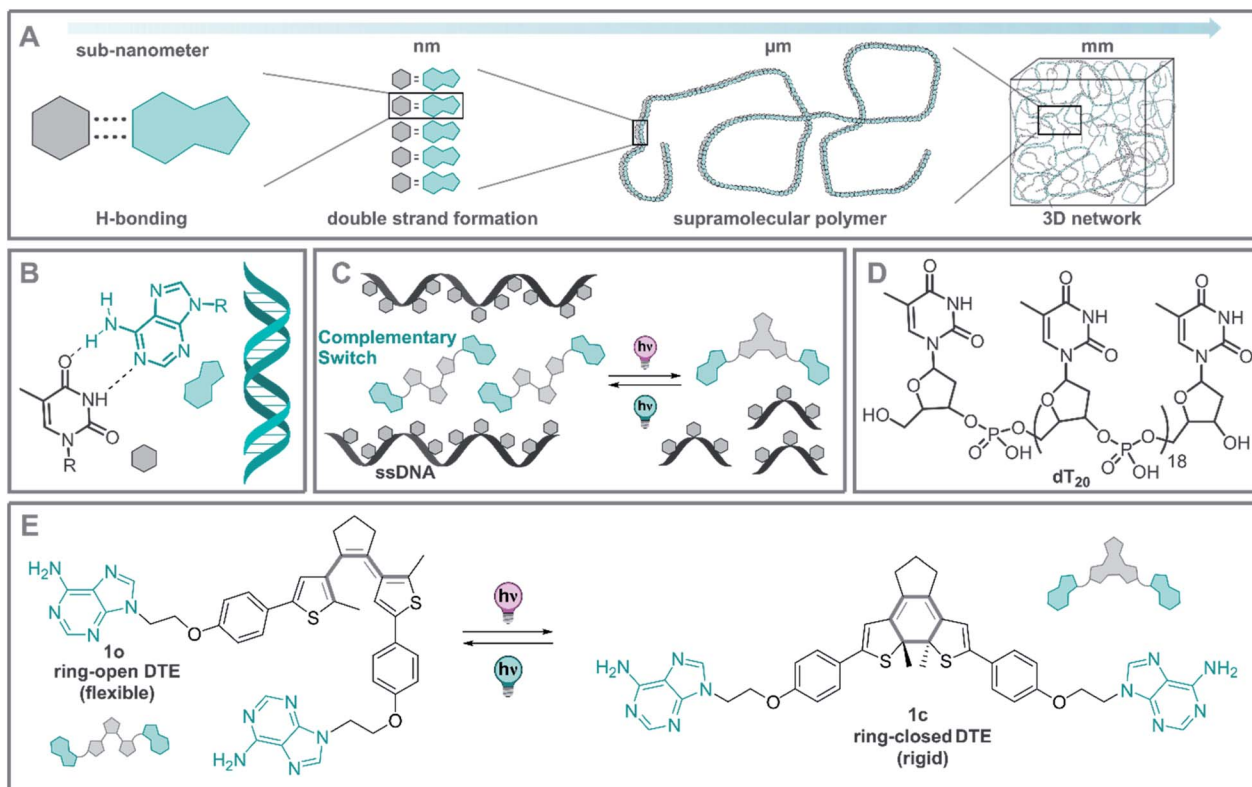 A
sub-nanometer
nm
μm
mm
H-bonding
double strand formation
supramolecular polymer
3D network
B
H
N
H
N
N
N
N
R
O
NH
N
O
R
C
Complementary
Switch
hν
hν
ssDNA
D
O
NH
N
O
O
NH
N
O
O
NH
N
O
HO
O
O
O
P
O
OH
O
O
O
P
O
OH
18
O
OH
dT20
E
NH2
N
N
N
N
1o
ring-open DTE
(flexible)
O
S
S
O
N
N
N
N
H2N
hν
hν
H2N
N
N
N
N
O
S
S
O
N
N
N
N
NH2
1c
ring-closed DTE
(rigid)